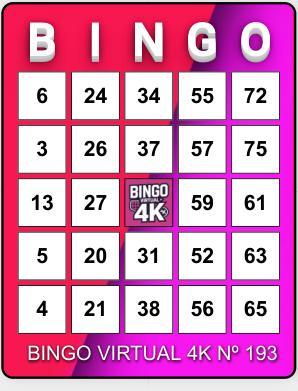 B I N G O
6 24 34 55 72
3 26 37 57 75
13 27 BINGO VIRTUAL 4K 59 61
5 20 31 52 63
4 21 38 56 65
BINGO VIRTUAL 4K Nº 193